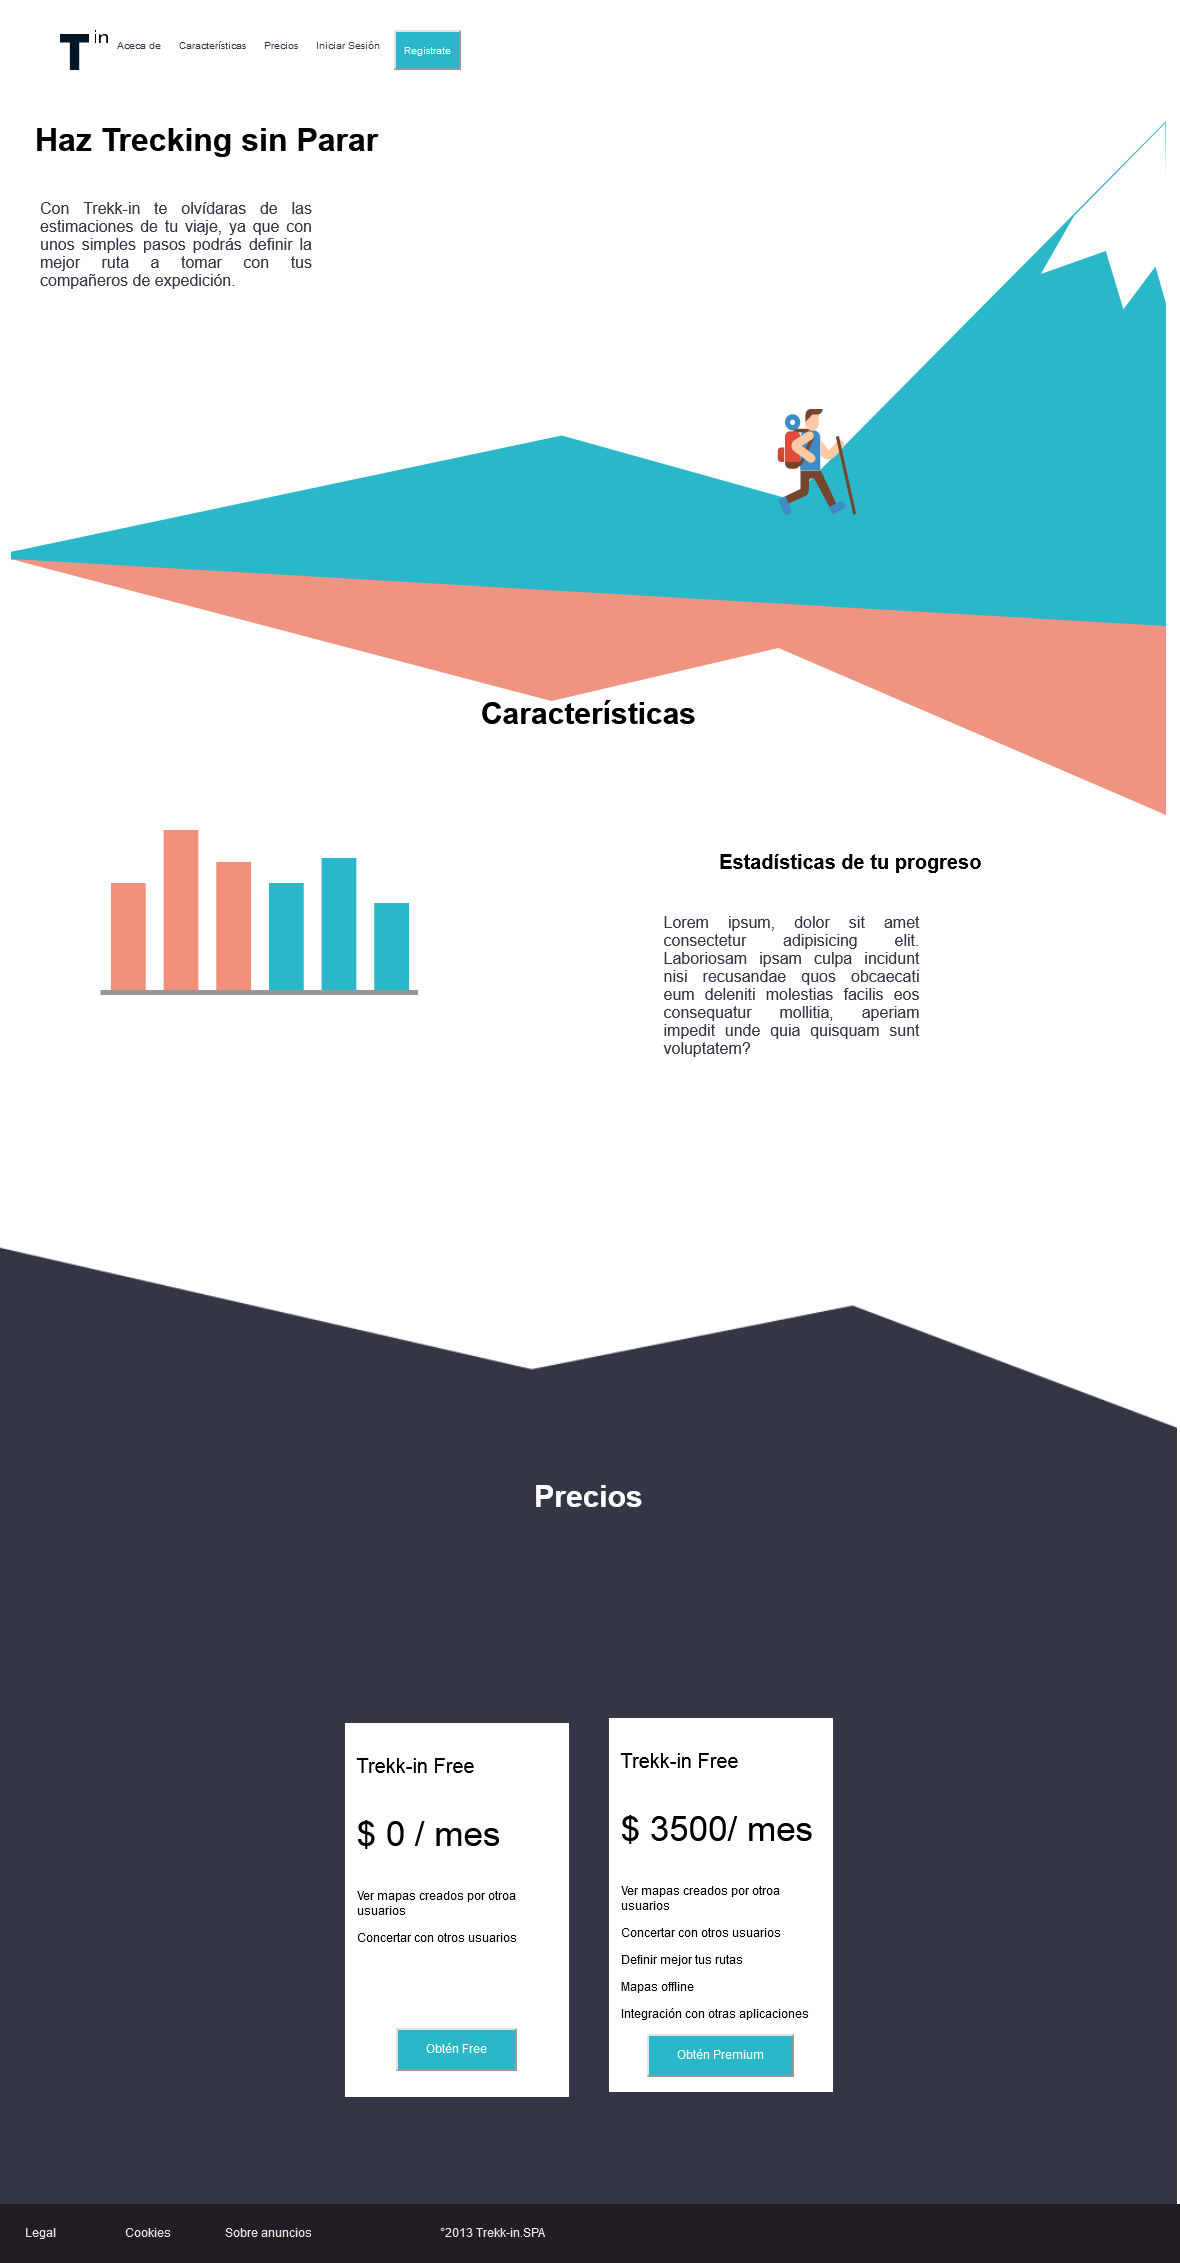 T in
Aceca de Características Precios Iniciar Sesión Registrate
Haz Trecking sin Parar
Con Trekk-in te olvídaras de las
estimaciones de tu viaje, ya que con
unos simples pasos podrás definir la
mejor ruta a tomar con tus
compañeros de expedición.
Características
Estadísticas de tu progreso
Lorem ipsum, dolor sit amet
consectetur adipisicing elit.
Laboriosam ipsam culpa incidunt
nisi recusandae quos obcaecati
eum deleniti molestias facilis eos
consequatur mollitia, aperiam
impedit unde quia quisquam sunt
voluptatem?
Precios
Trekk-in Free
$ 0 / mes
Ver mapas creados por otroa
usuarios
Concertar con otros usuarios
Obtén Free
Trekk-in Free
$ 3500/ mes
Ver mapas creados por otroa
usuarios
Concertar con otros usuarios
Definir mejor tus rutas
Mapas offline
Integración con otras aplicaciones
Obtén Premium
Legal Cookies Sobre anuncios °2013 Trekk-in.SPA